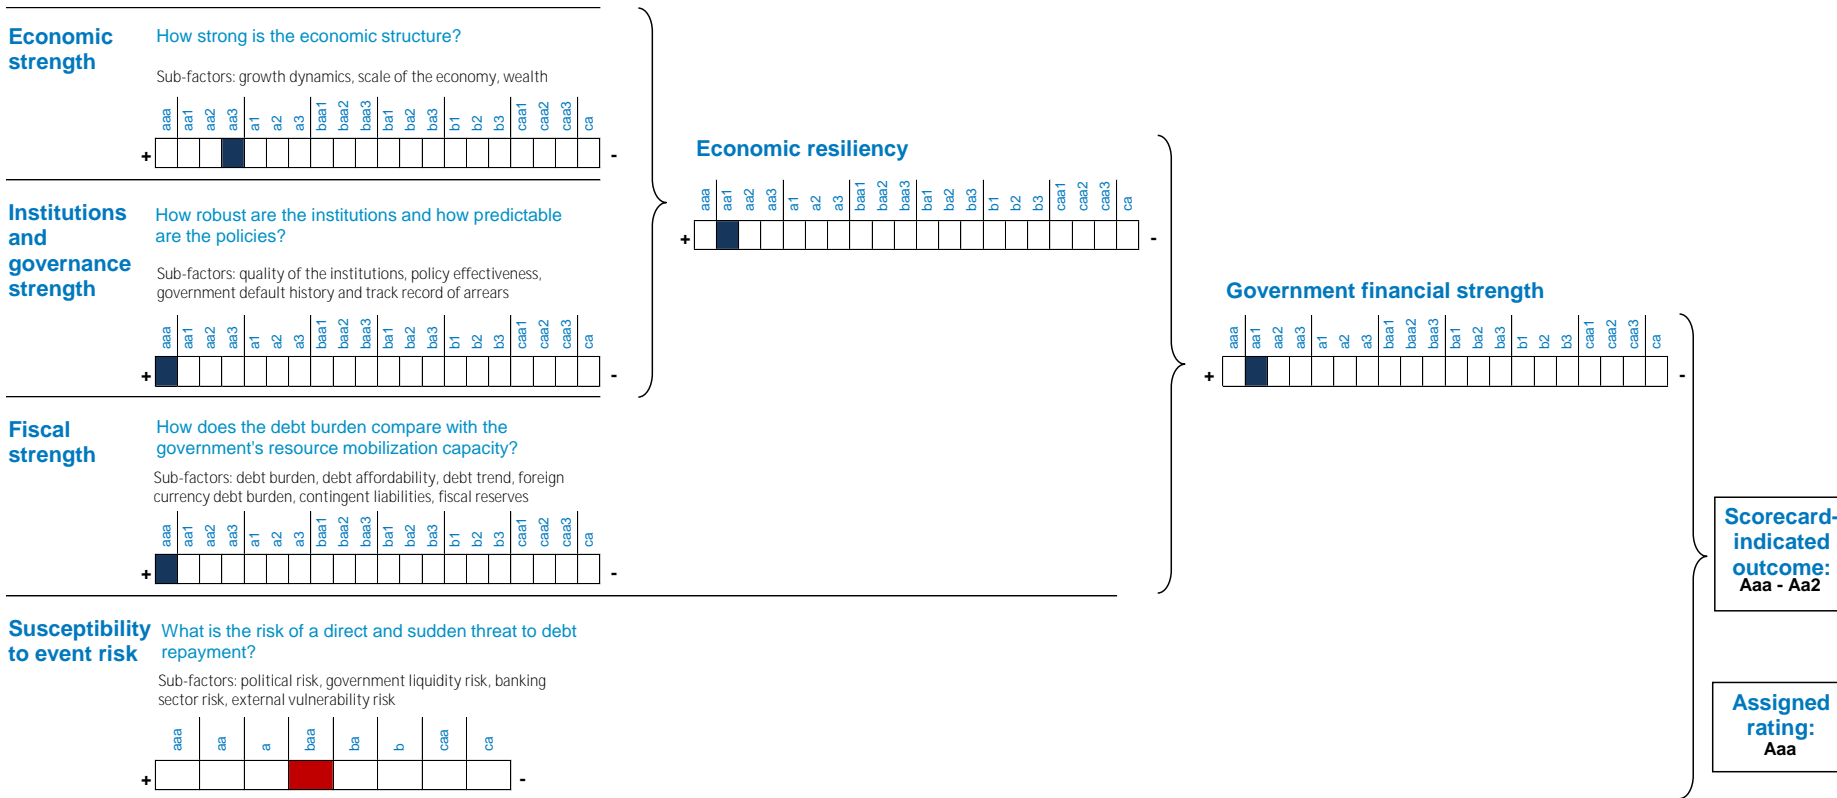 Economic
strength
How strong is the economic structure?
Sub-factors: growth dynamics, scale of the economy, wealth
aaa aa1 aa2 aa3 a1 a2 a3 baa1 baa2 baa3 ba1 ba2 ba3 b1 b2 b3 caa1 caa2 caa3 ca
+ -
Institutions
and
governance
strength
How robust are the institutions and how predictable
are the policies?
Sub-factors: quality of the institutions, policy effectiveness,
government default history and track record of arrears
aaa aa1 aa2 aa3 a1 a2 a3 baa1 baa2 baa3 ba1 ba2 ba3 b1 b2 b3 caa1 caa2 caa3 ca
+ -
Economic resiliency
aaa aa1 aa2 aa3 a1 a2 a3 baa1 baa2 baa3 ba1 ba2 ba3 b1 b2 b3 caa1 caa2 caa3 ca
+ -
Fiscal
strength
How does the debt burden compare with the
government's resource mobilization capacity?
Sub-factors: debt burden, debt affordability, debt trend, foreign
currency debt burden, contingent liabilities, fiscal reserves
aaa aa1 aa2 aa3 a1 a2 a3 baa1 baa2 baa3 ba1 ba2 ba3 b1 b2 b3 caa1 caa2 caa3 ca
+ -
Government financial strength
aaa aa1 aa2 aa3 a1 a2 a3 baa1 baa2 baa3 ba1 ba2 ba3 b1 b2 b3 caa1 caa2 caa3 ca
+ -
Susceptibility
to event risk
What is the risk of a direct and sudden threat to debt
repayment?
Sub-factors: political risk, government liquidity risk, banking
sector risk, external vulnerability risk
aaa aa a baa ba b caa ca
+ -
Scorecard-
indicated
outcome:
Aaa - Aa2
Assigned
rating:
Aaa